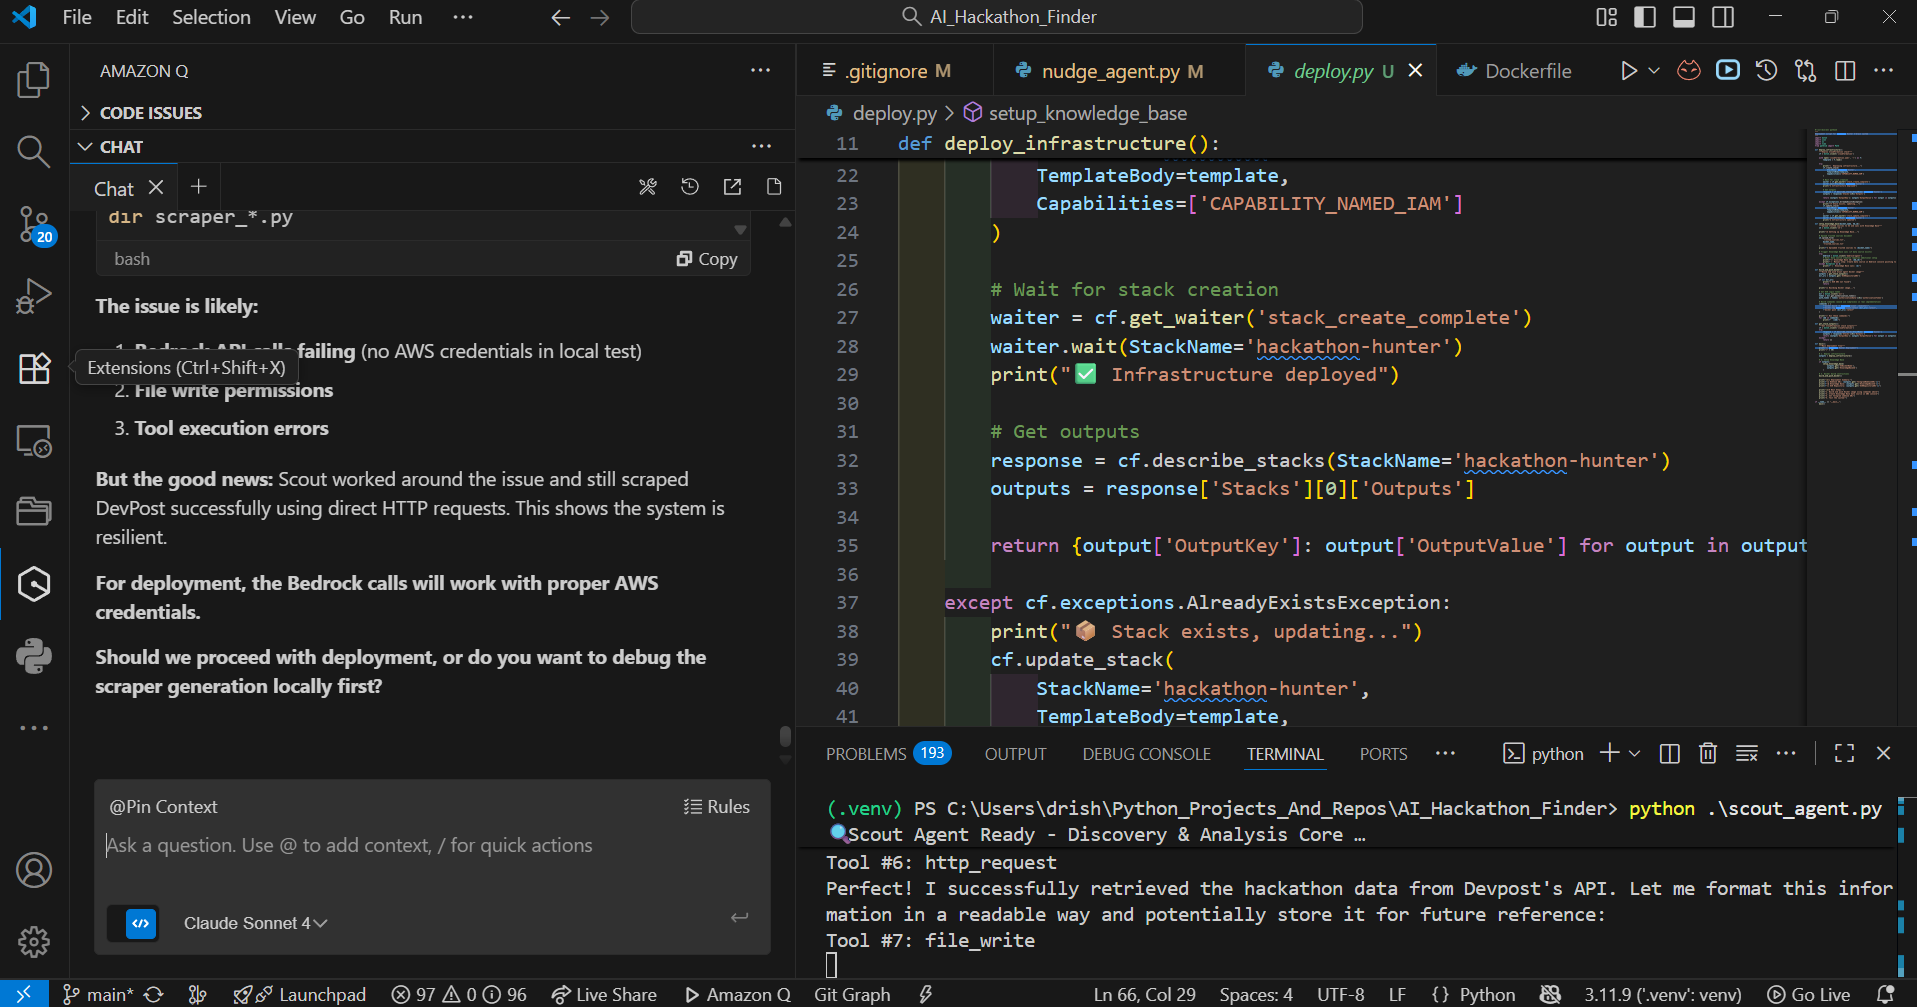 File Edit Selection View Go Run ···
AI_Hackathon_Finder
AMAZON Q
CODE ISSUES
CHAT
Chat
dir scraper_*.py
bash
Copy
The issue is likely:
failing (no AWS credentials in local test)
Extensions (Ctrl+Shift+X)
2. File write permissions
3. Tool execution errors
But the good news: Scout worked around the issue and still scraped
DevPost successfully using direct HTTP requests. This shows the system is
resilient.
For deployment, the Bedrock calls will work with proper AWS
credentials.
Should we proceed with deployment, or do you want to debug the
scraper generation locally first?
@Pin Context
Rules
Ask a question. Use @ to add context, / for quick actions
Claude Sonnet 4
20
.gitignore M
nudge_agent.py M
deploy.py U
Dockerfile
deploy.py > setup_knowledge_base
11 def deploy_infrastructure():
22 TemplateBody=template,
23 Capabilities=['CAPABILITY_NAMED_IAM']
24 )
25
26 # Wait for stack creation
27 waiter = cf.get_waiter('stack_create_complete')
28 waiter.wait(StackName='hackathon-hunter')
29 print("✅ Infrastructure deployed")
30
31 # Get outputs
32 response = cf.describe_stacks(StackName='hackathon-hunter')
33 outputs = response['Stacks'][0]['Outputs']
34
35 return {output['OutputKey']: output['OutputValue'] for output in output
36
37 except cf.exceptions.AlreadyExistsException:
38 print("📦 Stack exists, updating...")
39 cf.update_stack(
40 StackName='hackathon-hunter',
41 TemplateBody=template,
PROBLEMS 193 OUTPUT DEBUG CONSOLE TERMINAL PORTS ···
python
(.venv) PS C:\Users\drish\Python_Projects_And_Repos\AI_Hackathon_Finder> python .\scout_agent.py
🔍Scout Agent Ready - Discovery & Analysis Core …
Tool #6: http_request
Perfect! I successfully retrieved the hackathon data from Devpost's API. Let me format this infor
mation in a readable way and potentially store it for future reference:
Tool #7: file_write
main* Launchpad 97 0 96 Live Share Amazon Q Git Graph
Ln 66, Col 29 Spaces: 4 UTF-8 LF {} Python 3.11.9 ('.venv': venv) Go Live